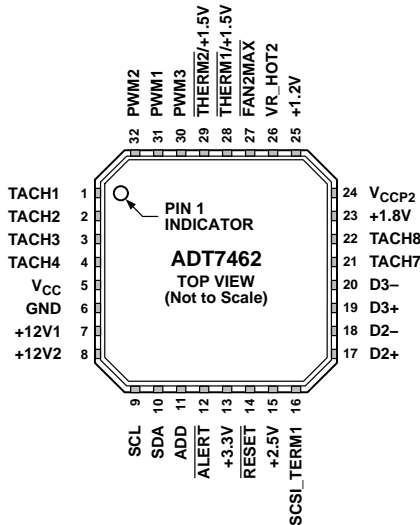 PWM2
PWM1
PWM3
THERM2/+1.5V
THERM1/+1.5V
FAN2MAX
VR_HOT2
+1.2V
32
31
30
29
28
27
26
25
TACH1 1
TACH2 2
TACH3 3
TACH4 4
VCC 5
GND 6
+12V1 7
+12V2 8
PIN 1
INDICATOR
ADT7462
TOP VIEW
(Not to Scale)
24 VCCP2
23 +1.8V
22 TACH8
21 TACH7
20 D3–
19 D3+
18 D2–
17 D2+
9
10
11
12
13
14
15
16
SCL
SDA
ADD
ALERT
+3.3V
RESET
+2.5V
SCSI_TERM1